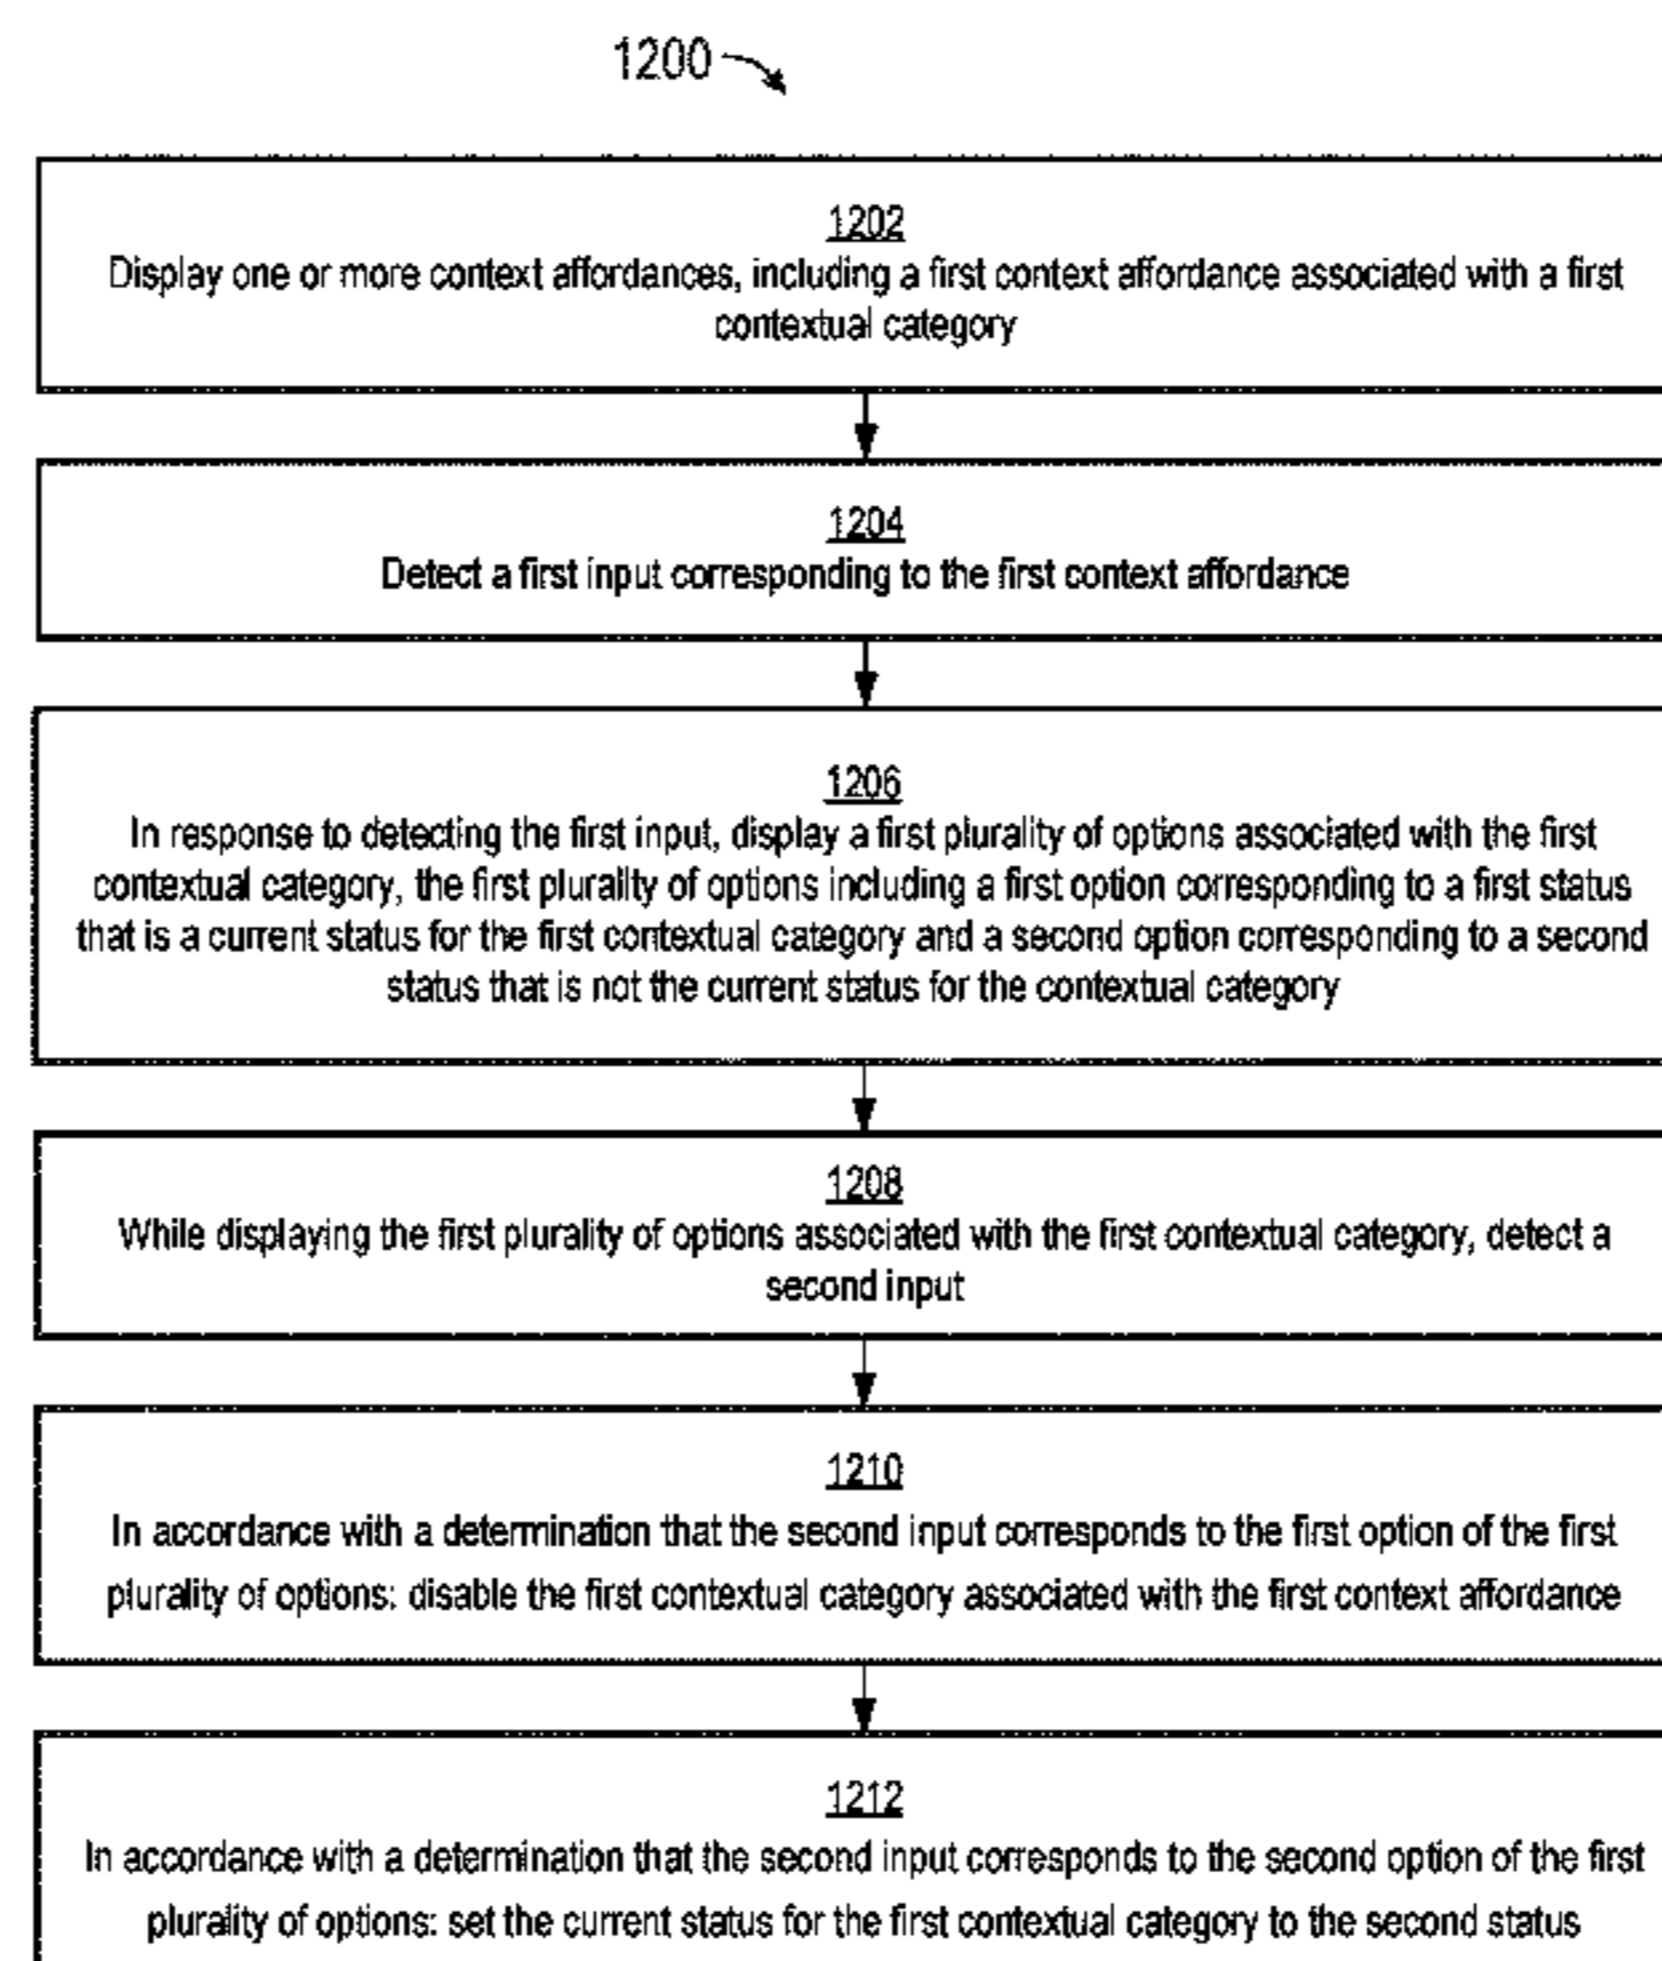 1200
1202
Display one or more context affordances, including a first context affordance associated with a first
contextual category
1204
Detect a first input corresponding to the first context affordance
1206
In response to detecting the first input, display a first plurality of options associated with the first
contextual category, the first plurality of options including a first option corresponding to a first status
that is a current status for the first contextual category and a second option corresponding to a second
status that is not the current status for the contextual category
1208
While displaying the first plurality of options associated with the first contextual category, detect a
second input
1210
In accordance with a determination that the second input corresponds to the first option of the first
plurality of options: disable the first contextual category associated with the first context affordance
1212
In accordance with a determination that the second input corresponds to the second option of the first
plurality of options: set the current status for the first contextual category to the second status